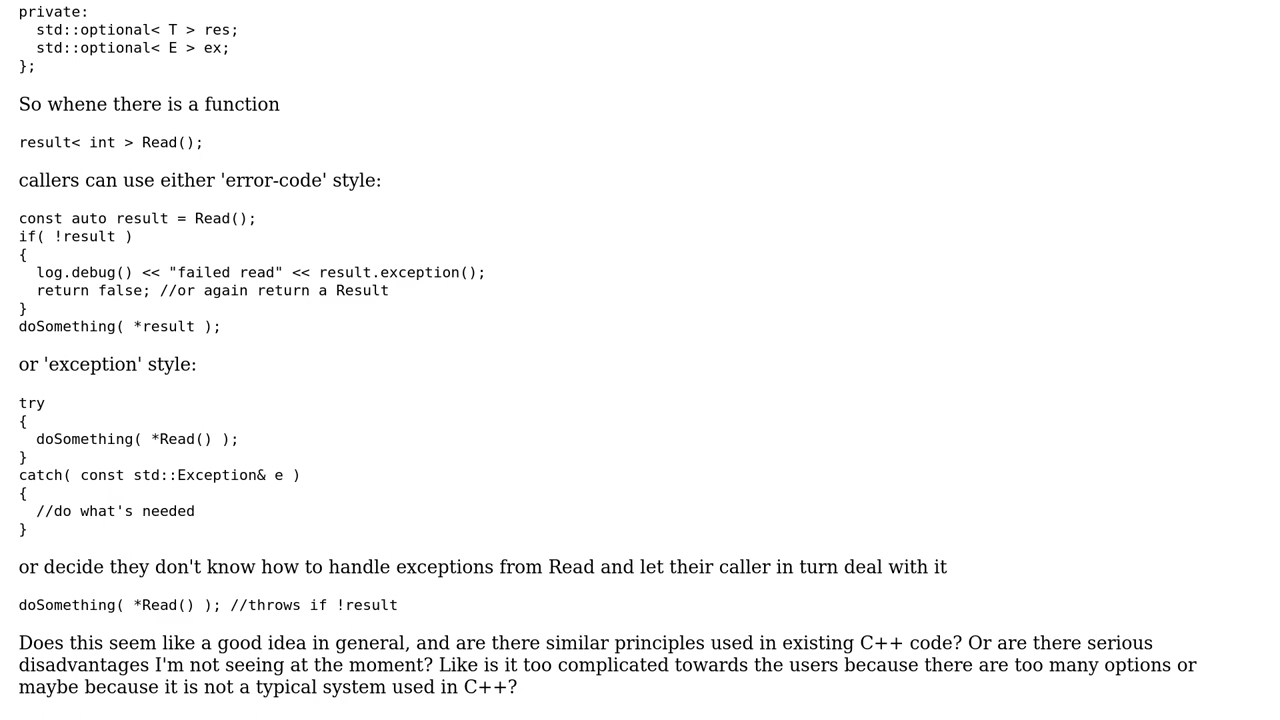 private:
  std::optional< T > res;
  std::optional< E > ex;
};
So whene there is a function
result< int > Read();
callers can use either 'error-code' style:
const auto result = Read();
if( !result )
{
  log.debug() << "failed read" << result.exception();
  return false; //or again return a Result
}
doSomething( *result );
or 'exception' style:
try
{
  doSomething( *Read() );
}
catch( const std::Exception& e )
{
  //do what's needed
}
or decide they don't know how to handle exceptions from Read and let their caller in turn deal with it
doSomething( *Read() ); //throws if !result
Does this seem like a good idea in general, and are there similar principles used in existing C++ code? Or are there serious
disadvantages I'm not seeing at the moment? Like is it too complicated towards the users because there are too many options or
maybe because it is not a typical system used in C++?